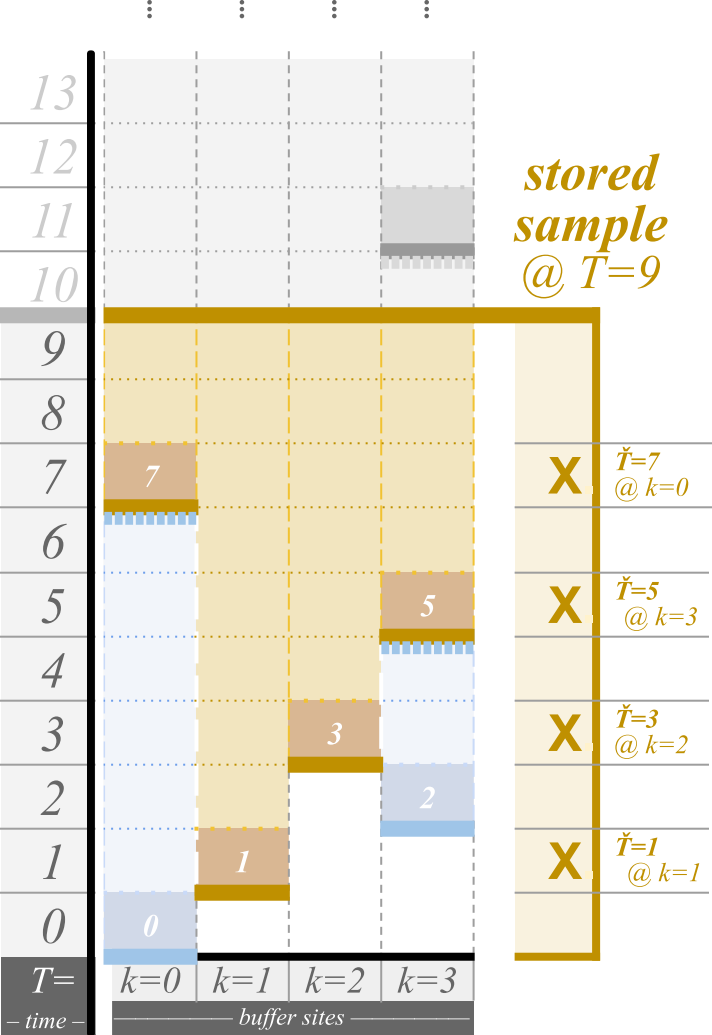 13
12
11
10
stored
sample
@ T=9
9
8
7
7
X
Ť=7
@ k=0
6
5
5
X
Ť=5
@ k=3
4
3
3
X
Ť=3
@ k=2
2
2
1
1
X
Ť=1
@ k=1
0
0
T= k=0 k=1 k=2 k=3
– time – buffer sites